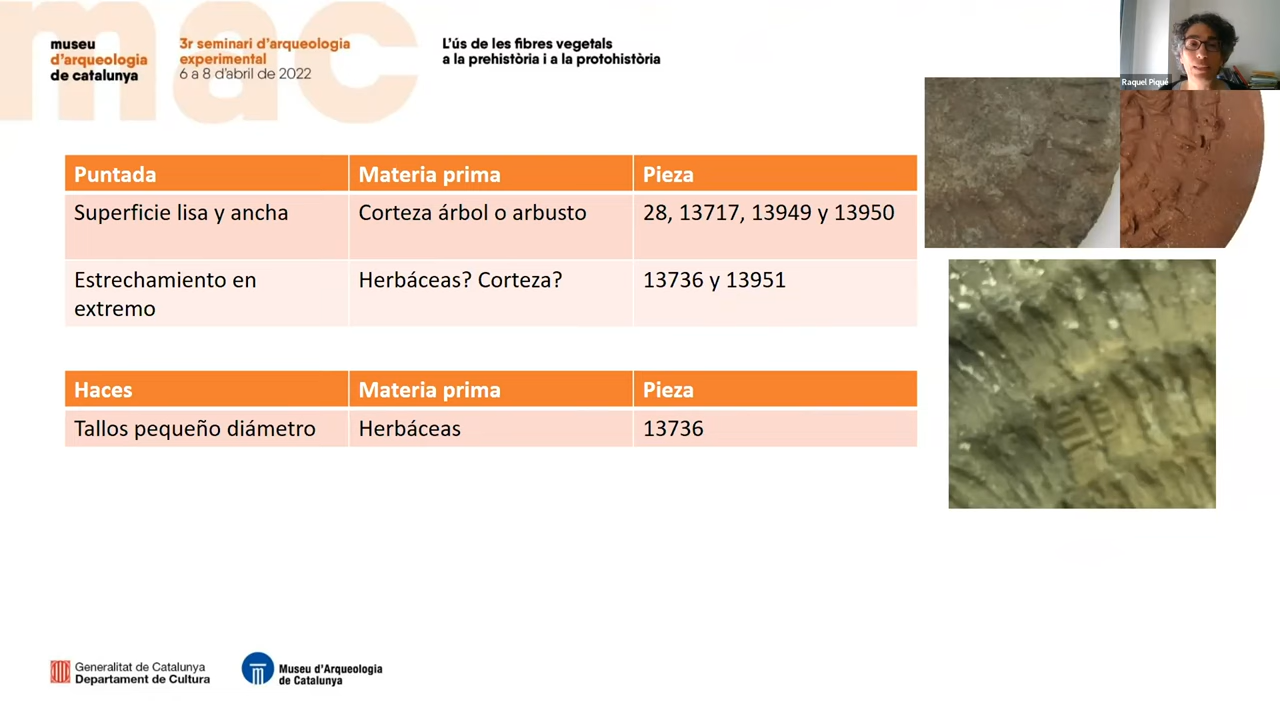 museu
d'arqueologia
de catalunya
3r seminari d'arqueologia
experimental
6 a 8 d'abril de 2022
L'ús de les fibres vegetals
a la prehistòria i a la protohistòria
mac
Raquel Piqué
Puntada Materia prima Pieza
Superficie lisa y ancha Corteza árbol o arbusto 28, 13717, 13949 y 13950
Estrechamiento en Herbáceas? Corteza? 13736 y 13951
extremo
Haces Materia prima Pieza
Tallos pequeño diámetro Herbáceas 13736
Generalitat de Catalunya
Departament de Cultura
Museu d'Arqueologia
de Catalunya